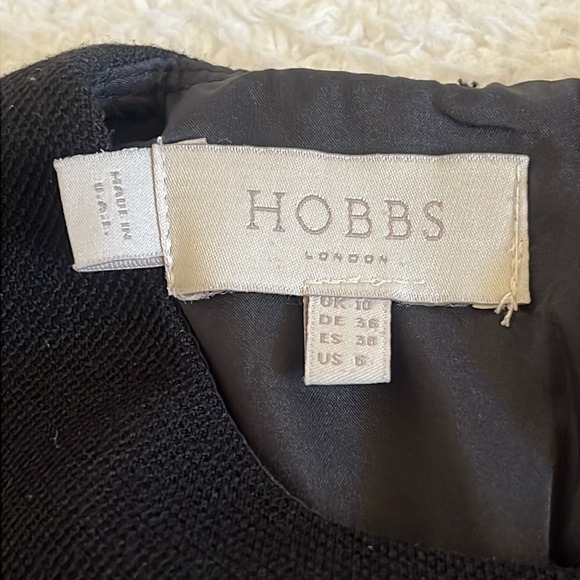 MADE IN
U.A.E.
HOBBS
LONDON
UK 10
DE 36
ES 38
US 6